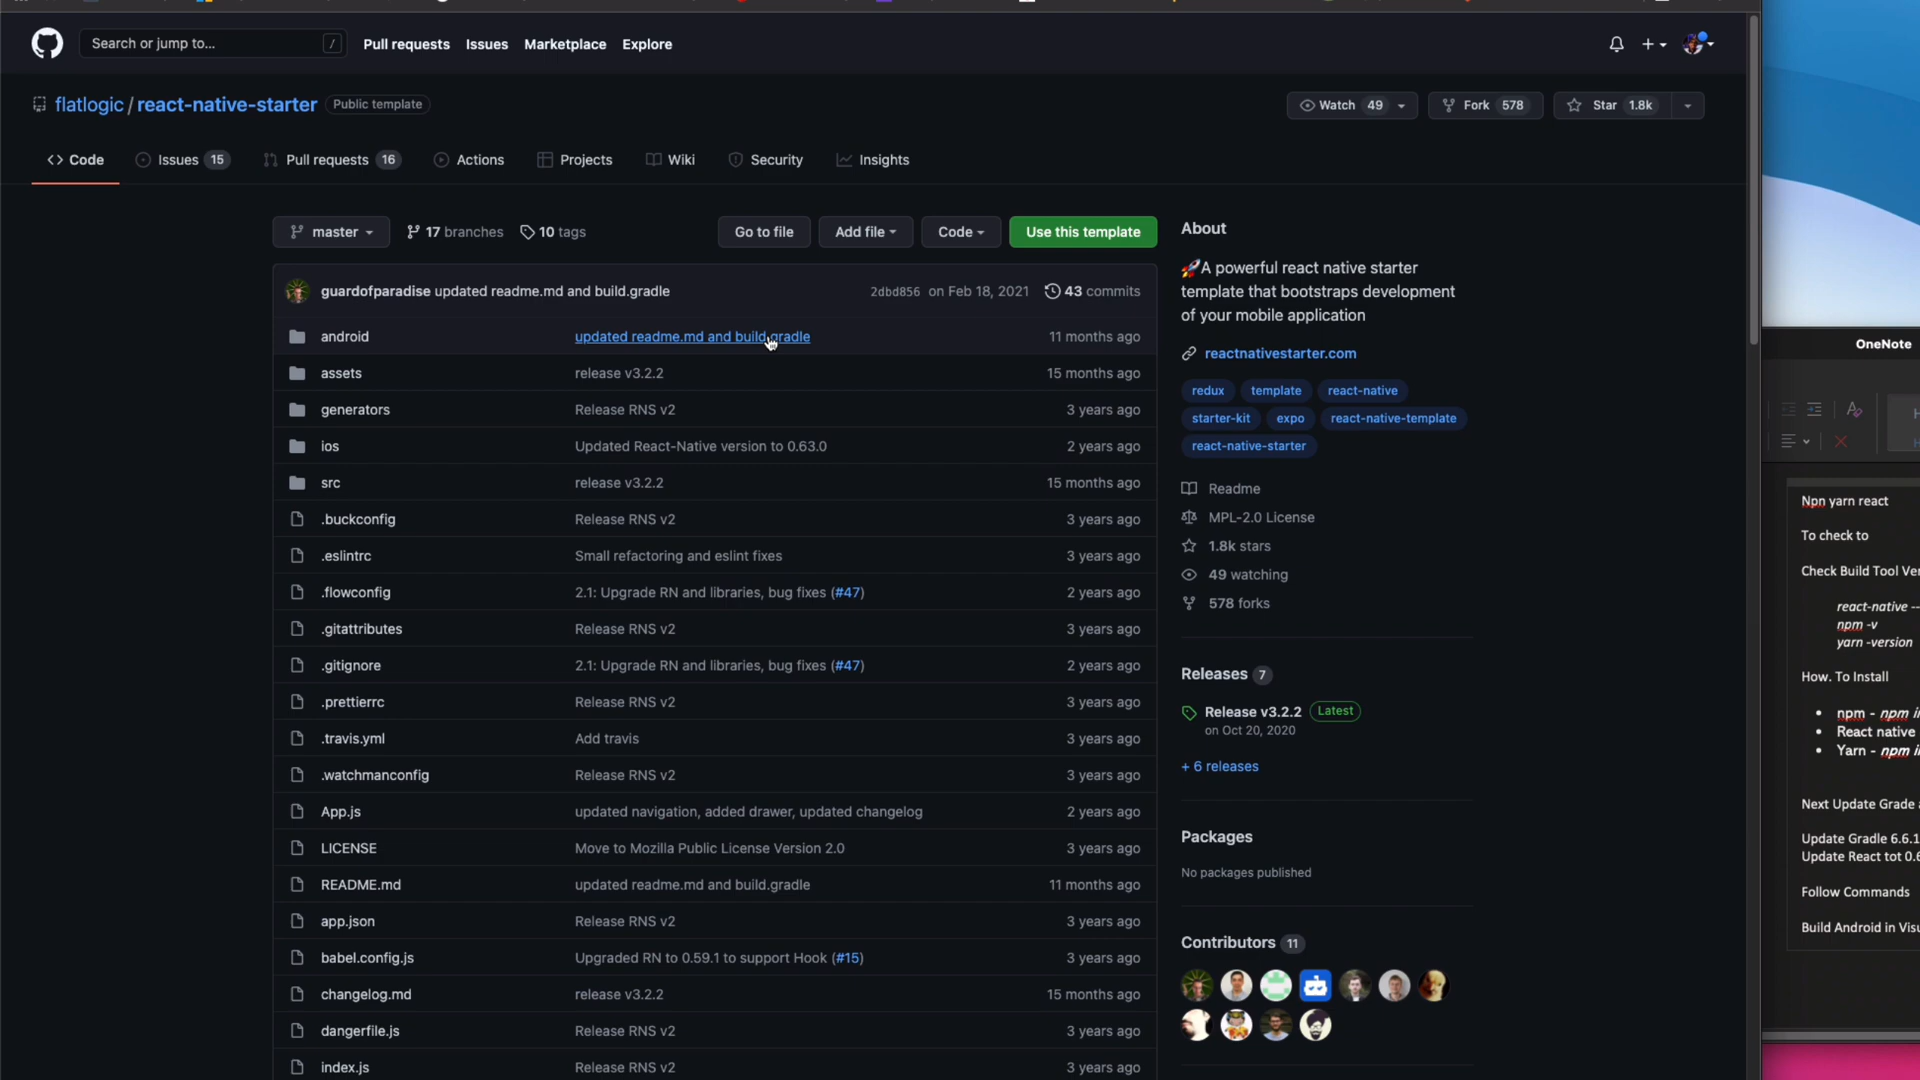 Search or jump to...
/
Pull requests
Issues
Marketplace
Explore
flatlogic / react-native-starter
Public template
Watch 49
Fork 578
Star 1.8k
<> Code
Issues 15
Pull requests 16
Actions
Projects
Wiki
Security
Insights
master
17 branches
10 tags
Go to file
Add file
Code
Use this template
guardofparadise updated readme.md and build.gradle
2dbd856 on Feb 18, 2021
43 commits
android updated readme.md and build.gradle 11 months ago
assets release v3.2.2 15 months ago
generators Release RNS v2 3 years ago
ios Updated React-Native version to 0.63.0 2 years ago
src release v3.2.2 15 months ago
.buckconfig Release RNS v2 3 years ago
.eslintrc Small refactoring and eslint fixes 3 years ago
.flowconfig 2.1: Upgrade RN and libraries, bug fixes (#47) 2 years ago
.gitattributes Release RNS v2 3 years ago
.gitignore 2.1: Upgrade RN and libraries, bug fixes (#47) 2 years ago
.prettierrc Release RNS v2 3 years ago
.travis.yml Add travis 3 years ago
.watchmanconfig Release RNS v2 3 years ago
App.js updated navigation, added drawer, updated changelog 2 years ago
LICENSE Move to Mozilla Public License Version 2.0 3 years ago
README.md updated readme.md and build.gradle 11 months ago
app.json Release RNS v2 3 years ago
babel.config.js Upgraded RN to 0.59.1 to support Hook (#15) 3 years ago
changelog.md release v3.2.2 15 months ago
dangerfile.js Release RNS v2 3 years ago
index.js Release RNS v2 3 years ago
About
🚀A powerful react native starter
template that bootstraps development
of your mobile application
reactnativestarter.com
redux template react-native
starter-kit expo react-native-template
react-native-starter
Readme
MPL-2.0 License
1.8k stars
49 watching
578 forks
Releases 7
Release v3.2.2 Latest
on Oct 20, 2020
+ 6 releases
Packages
No packages published
Contributors 11
OneNote
Npn yarn react
To check to
Check Build Tool Ver
react-native --
npm -v
yarn -version
How. To Install
• npm - npm i
• React native
• Yarn - npm i
Next Update Grade
Update Gradle 6.6.1
Update React tot 0.6
Follow Commands
Build Android in Visu